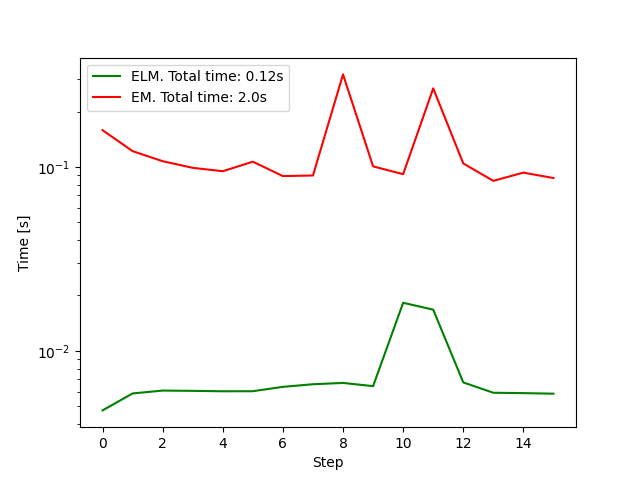 ELM. Total time: 0.12s
EM. Total time: 2.0s
Time [s]
10⁻¹
10⁻²
0 2 4 6 8 10 12 14
Step